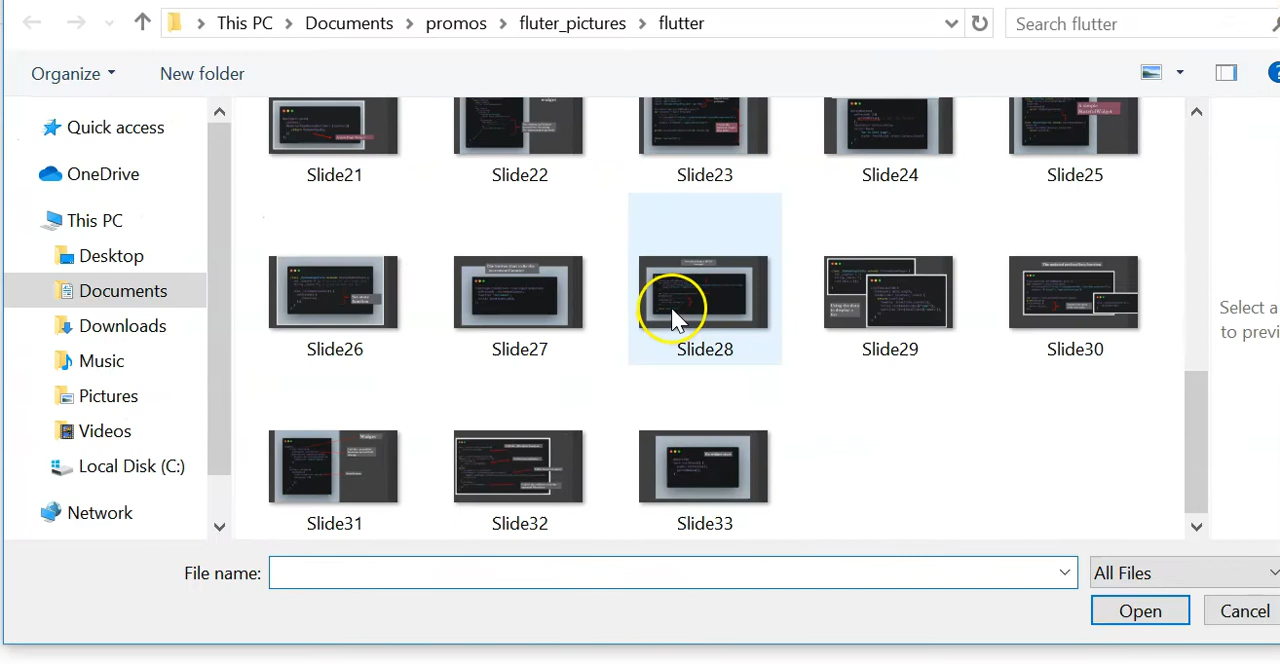 This PC > Documents > promos > fluter_pictures > flutter
Search flutter
Organize
New folder
Quick access
OneDrive
This PC
Desktop
Documents
Downloads
Music
Pictures
Videos
Local Disk (C:)
Network
widget
Slide21
Slide22
Slide23
Slide24
Slide25
Slide26
Slide27
Slide28
Slide29
Slide30
Slide31
Slide32
Slide33
Select a
to previ
File name:
All Files
Open
Cancel